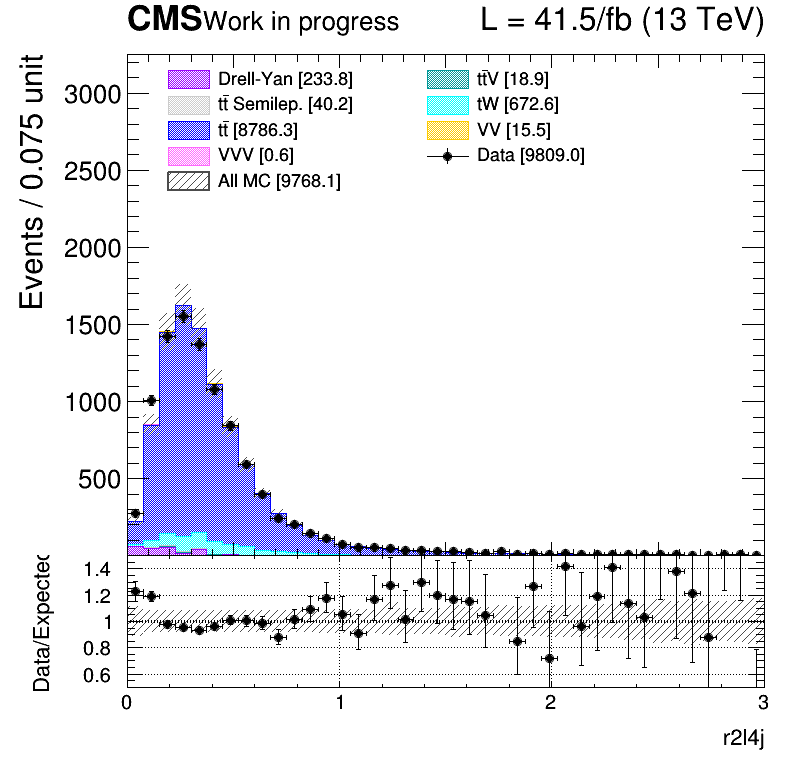 CMS Work in progress L = 41.5/fb (13 TeV)
Events / 0.075 unit
3000
2500
2000
1500
1000
500
Drell-Yan [233.8]
tt̄ Semilep. [40.2]
tt̄ [8786.3]
VVV [0.6]
All MC [9768.1]
tt̄V [18.9]
tW [672.6]
VV [15.5]
Data [9809.0]
Data/Expected
1.4
1.2
1
0.8
0.6
0 1 2 3
r2l4j